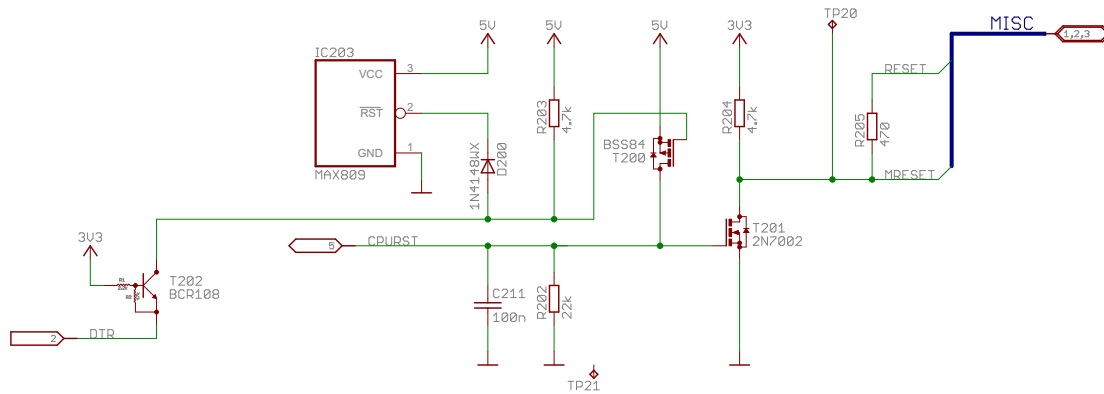 TP20
MISC
1,2,3
5V
5V
5V
3V3
IC203
VCC
3
RST
2
GND
1
MAX809
1N4148WX
D200
R203
4.7k
BSS84
T200
R204
4.7k
RESET
R205
470
MRESET
T201
2N7002
3V3
5
CPURST
R1
R2
T202
BCR108
C211
100n
R202
22k
2
DTR
TP21